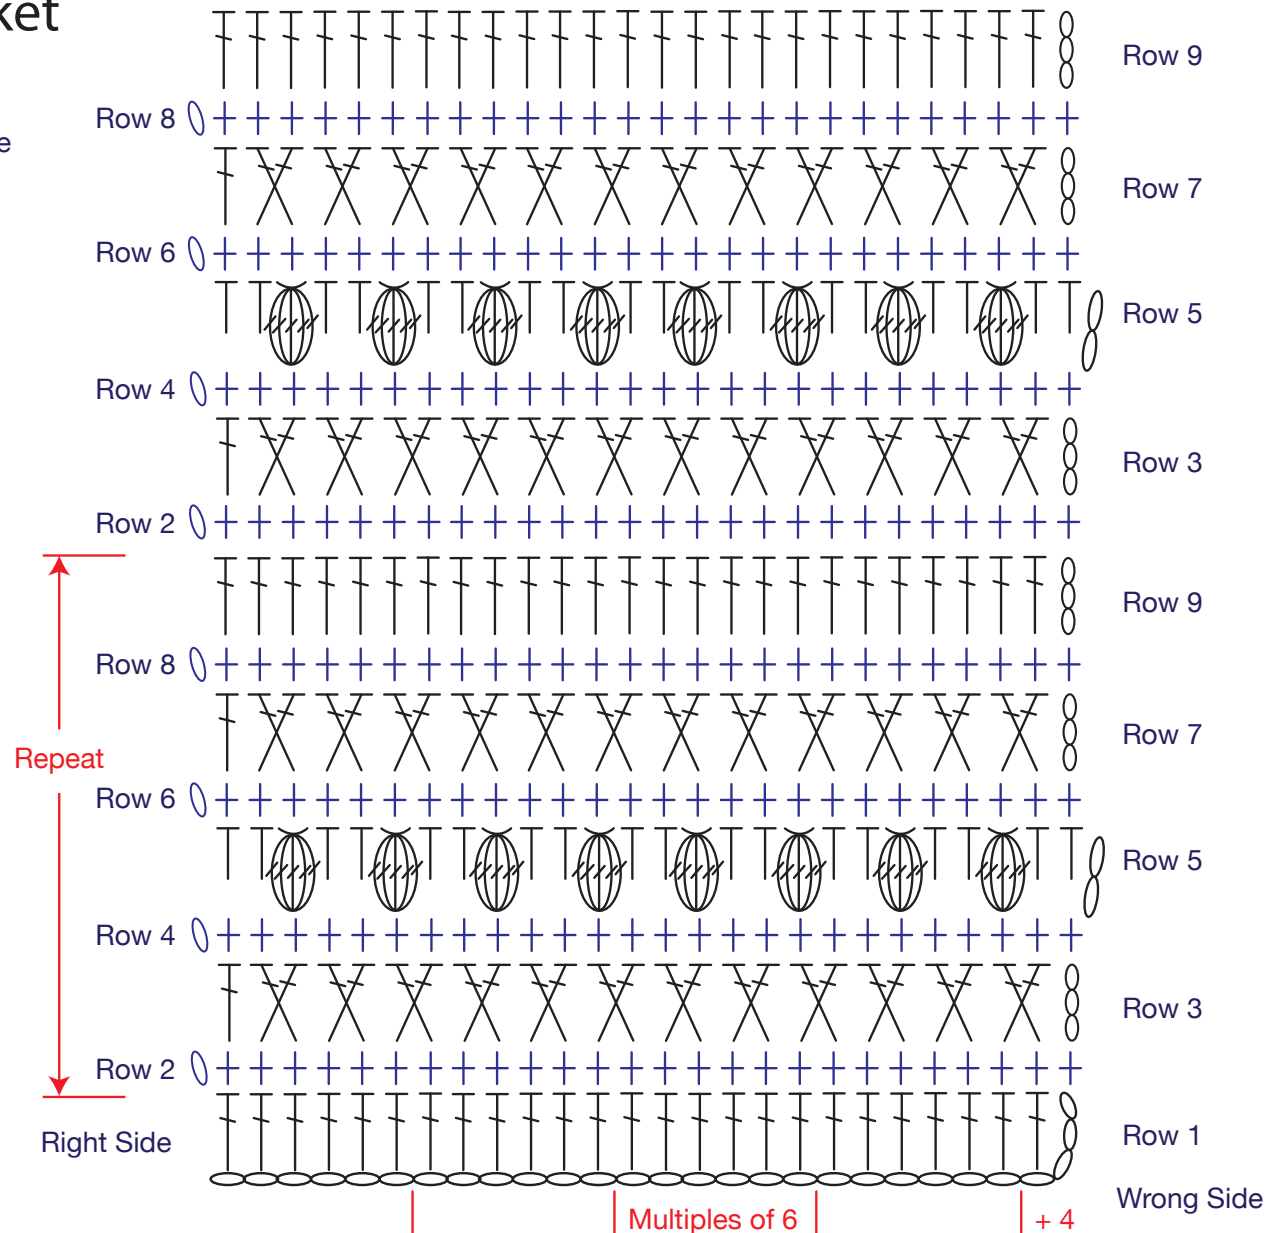 ket
Row 9
Row 8
e
Row 7
Row 6
Row 5
Row 4
Row 3
Row 2
Row 9
Row 8
Row 7
Repeat
Row 6
Row 5
Row 4
Row 3
Row 2
Right Side
Row 1
Wrong Side
Multiples of 6
+ 4